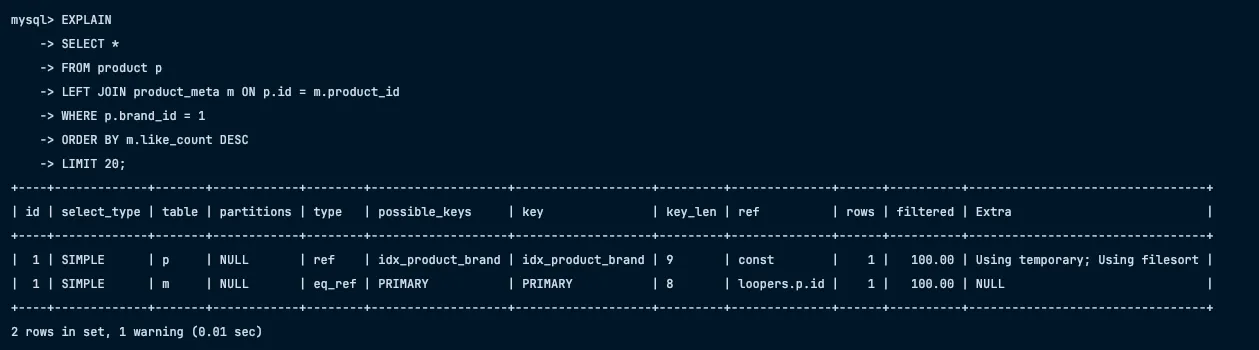 mysql> EXPLAIN
    -> SELECT *
    -> FROM product p
    -> LEFT JOIN product_meta m ON p.id = m.product_id
    -> WHERE p.brand_id = 1
    -> ORDER BY m.like_count DESC
    -> LIMIT 20;
+----+-------------+-------+------------+--------+-------------------+-------------------+---------+--------------+------+----------+---------------------------------+
| id | select_type | table | partitions | type   | possible_keys     | key               | key_len | ref          | rows | filtered | Extra                           |
+----+-------------+-------+------------+--------+-------------------+-------------------+---------+--------------+------+----------+---------------------------------+
|  1 | SIMPLE      | p     | NULL       | ref    | idx_product_brand | idx_product_brand | 9       | const        |    1 |   100.00 | Using temporary; Using filesort |
|  1 | SIMPLE      | m     | NULL       | eq_ref | PRIMARY           | PRIMARY           | 8       | loopers.p.id |    1 |   100.00 | NULL                            |
+----+-------------+-------+------------+--------+-------------------+-------------------+---------+--------------+------+----------+---------------------------------+
2 rows in set, 1 warning (0.01 sec)